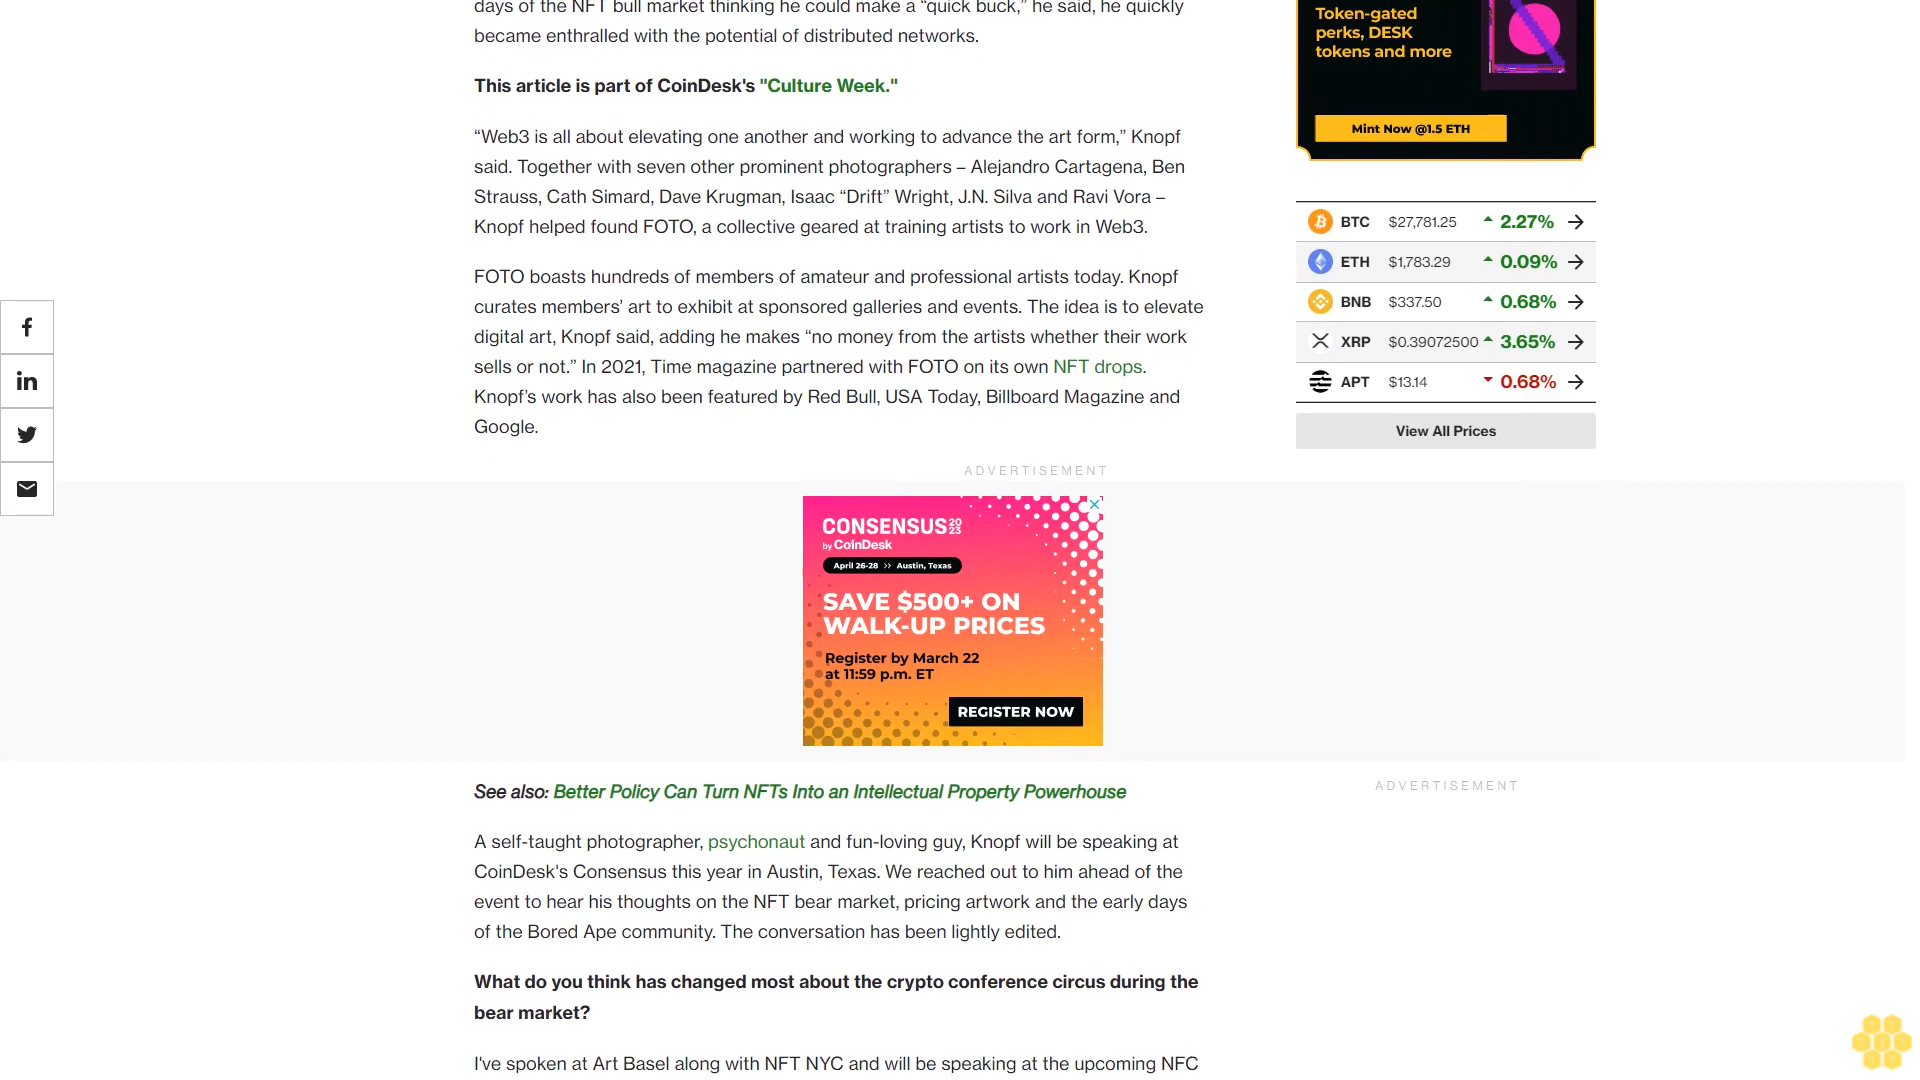 days of the NFT bull market thinking he could make a “quick buck,” he said, he quickly
became enthralled with the potential of distributed networks.
This article is part of CoinDesk's "Culture Week."
“Web3 is all about elevating one another and working to advance the art form,” Knopf
said. Together with seven other prominent photographers – Alejandro Cartagena, Ben
Strauss, Cath Simard, Dave Krugman, Isaac “Drift” Wright, J.N. Silva and Ravi Vora –
Knopf helped found FOTO, a collective geared at training artists to work in Web3.
FOTO boasts hundreds of members of amateur and professional artists today. Knopf
curates members’ art to exhibit at sponsored galleries and events. The idea is to elevate
digital art, Knopf said, adding he makes “no money from the artists whether their work
sells or not.” In 2021, Time magazine partnered with FOTO on its own NFT drops.
Knopf’s work has also been featured by Red Bull, USA Today, Billboard Magazine and
Google.
ADVERTISEMENT
CONSENSUS 2023
by CoinDesk
April 26-28 >> Austin, Texas
SAVE $500+ ON
WALK-UP PRICES
Register by March 22
at 11:59 p.m. ET
REGISTER NOW
See also: Better Policy Can Turn NFTs Into an Intellectual Property Powerhouse
A self-taught photographer, psychonaut and fun-loving guy, Knopf will be speaking at
CoinDesk's Consensus this year in Austin, Texas. We reached out to him ahead of the
event to hear his thoughts on the NFT bear market, pricing artwork and the early days
of the Bored Ape community. The conversation has been lightly edited.
What do you think has changed most about the crypto conference circus during the
bear market?
I've spoken at Art Basel along with NFT NYC and will be speaking at the upcoming NFC
Token-gated
perks, DESK
tokens and more
Mint Now @1.5 ETH
BTC $27,781.25 2.27%
ETH $1,783.29 0.09%
BNB $337.50 0.68%
XRP $0.39072500 3.65%
APT $13.14 0.68%
View All Prices
ADVERTISEMENT